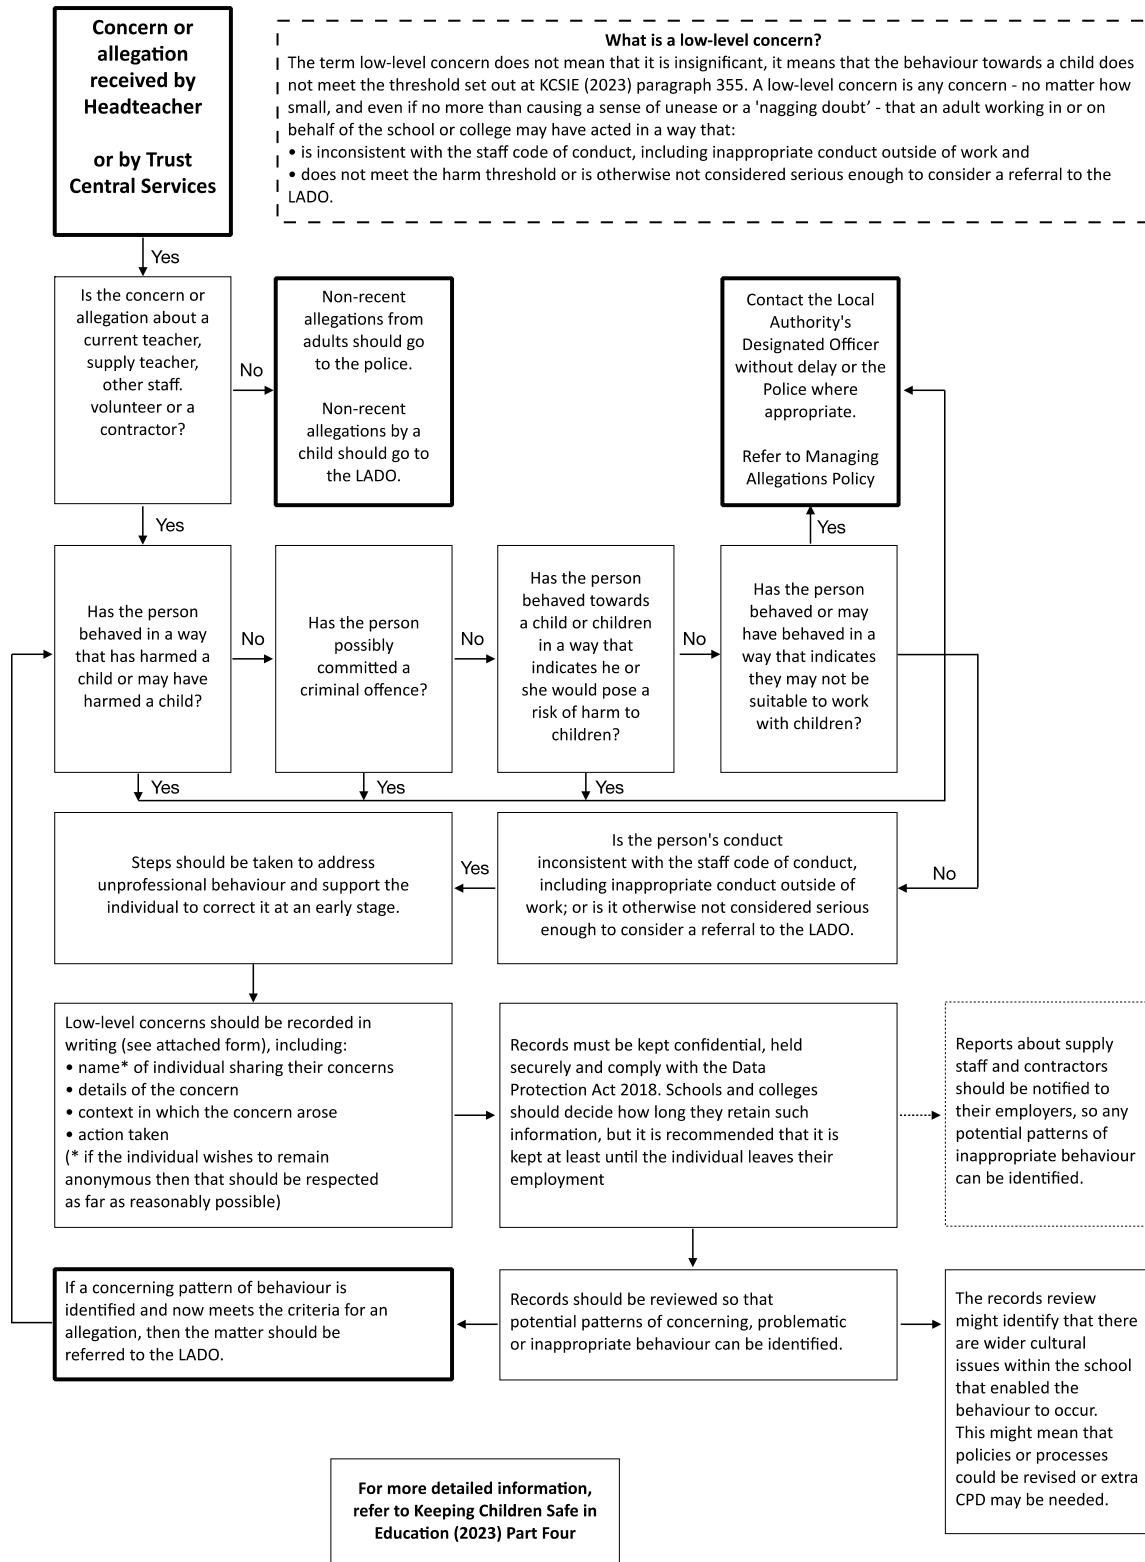 Concern or
allegation
received by
Headteacher
or by Trust
Central Services
What is a low-level concern?
The term low-level concern does not mean that it is insignificant, it means that the behaviour towards a child does
not meet the threshold set out at KCSIE (2023) paragraph 355. A low-level concern is any concern - no matter how
small, and even if no more than causing a sense of unease or a 'nagging doubt’ - that an adult working in or on
behalf of the school or college may have acted in a way that:
• is inconsistent with the staff code of conduct, including inappropriate conduct outside of work and
• does not meet the harm threshold or is otherwise not considered serious enough to consider a referral to the
LADO.
Yes
Is the concern or
allegation about a
current teacher,
supply teacher,
other staff.
volunteer or a
contractor?
No
Non-recent
allegations from
adults should go
to the police.
Non-recent
allegations by a
child should go to
the LADO.
Contact the Local
Authority's
Designated Officer
without delay or the
Police where
appropriate.
Refer to Managing
Allegations Policy
Yes
Yes
Has the person
behaved in a way
that has harmed a
child or may have
harmed a child?
No
Has the person
possibly
committed a
criminal offence?
No
Has the person
behaved towards
a child or children
in a way that
indicates he or
she would pose a
risk of harm to
children?
No
Has the person
behaved or may
have behaved in a
way that indicates
they may not be
suitable to work
with children?
Yes
Yes
Yes
Steps should be taken to address
unprofessional behaviour and support the
individual to correct it at an early stage.
Yes
Is the person's conduct
inconsistent with the staff code of conduct,
including inappropriate conduct outside of
work; or is it otherwise not considered serious
enough to consider a referral to the LADO.
No
Low-level concerns should be recorded in
writing (see attached form), including:
• name* of individual sharing their concerns
• details of the concern
• context in which the concern arose
• action taken
(* if the individual wishes to remain
anonymous then that should be respected
as far as reasonably possible)
Records must be kept confidential, held
securely and comply with the Data
Protection Act 2018. Schools and colleges
should decide how long they retain such
information, but it is recommended that it is
kept at least until the individual leaves their
employment
Reports about supply
staff and contractors
should be notified to
their employers, so any
potential patterns of
inappropriate behaviour
can be identified.
If a concerning pattern of behaviour is
identified and now meets the criteria for an
allegation, then the matter should be
referred to the LADO.
Records should be reviewed so that
potential patterns of concerning, problematic
or inappropriate behaviour can be identified.
The records review
might identify that there
are wider cultural
issues within the school
that enabled the
behaviour to occur.
This might mean that
policies or processes
could be revised or extra
CPD may be needed.
For more detailed information,
refer to Keeping Children Safe in
Education (2023) Part Four